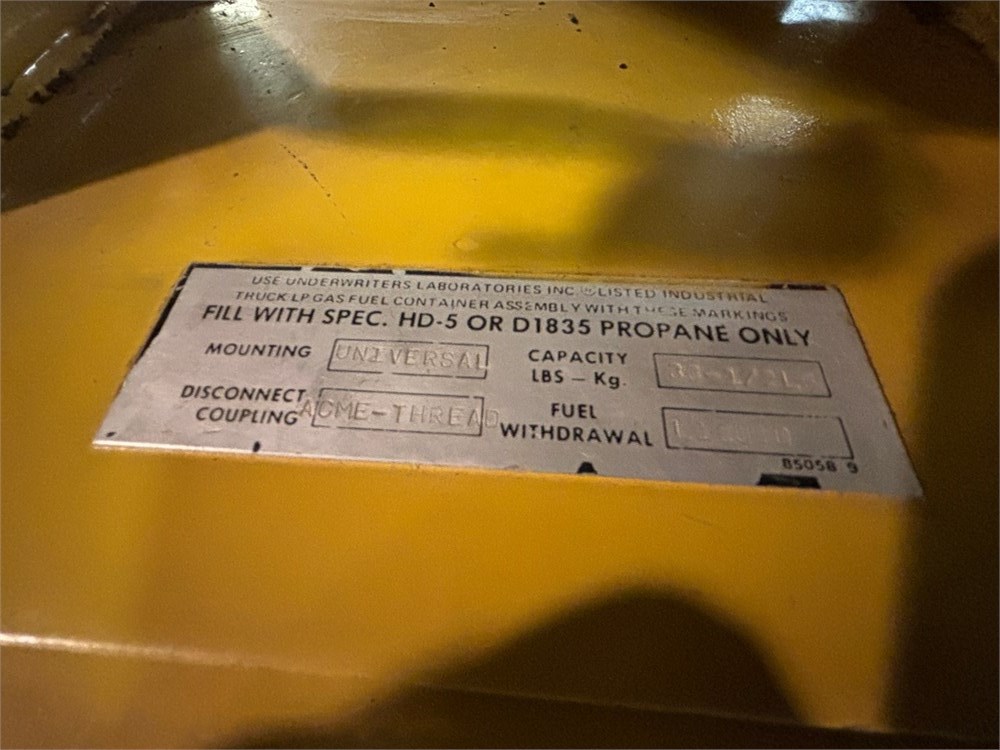 USE UNDERWRITERS LABORATORIES INC. LISTED INDUSTRIAL
TRUCK LP GAS FUEL CONTAINER ASSEMBLY WITH THESE MARKINGS
FILL WITH SPEC. HD-5 OR D1835 PROPANE ONLY
MOUNTING UNIVERSAL
CAPACITY
LBS – Kg.
DISCONNECT
COUPLING ACME-THREAD
FUEL
WITHDRAWAL
85058 9